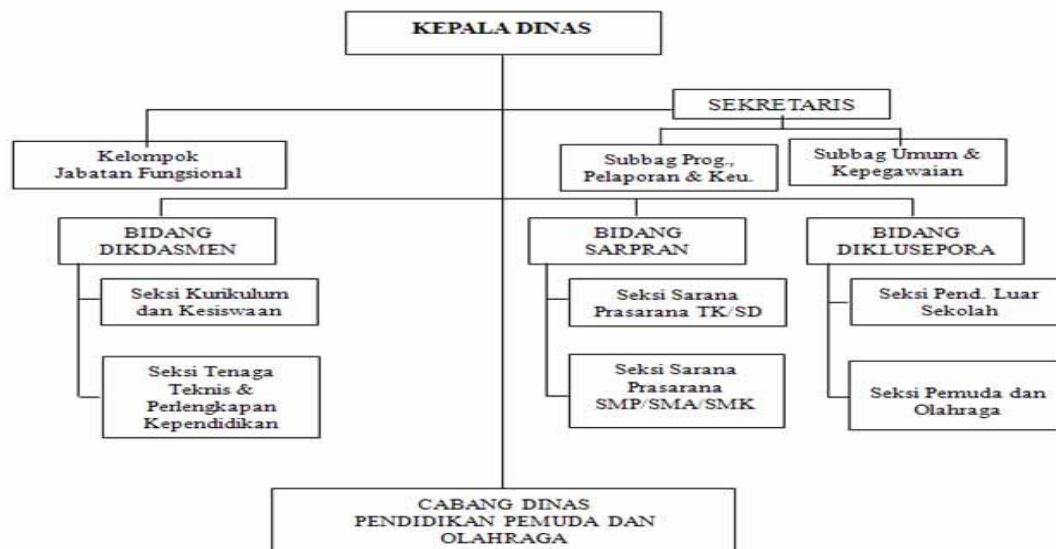 KEPALA DINAS
SEKRETARIS
Kelompok
Jabatan Fungsional
Subbag Prog.,
Pelaporan & Keu.
Subbag Umum &
Kepegawaian
BIDANG
DIKDASMEN
BIDANG
SARPRAN
BIDANG
DIKLUSEPORA
Seksi Kurikulum
dan Kesiswaan
Seksi Sarana
Prasarana TK/SD
Seksi Pend. Luar
Sekolah
Seksi Tenaga
Teknis &
Perlengkapan
Kependidikan
Seksi Sarana
Prasarana
SMP/SMA/SMK
Seksi Pemuda dan
Olahraga
CABANG DINAS
PENDIDIKAN PEMUDA DAN
OLAHRAGA